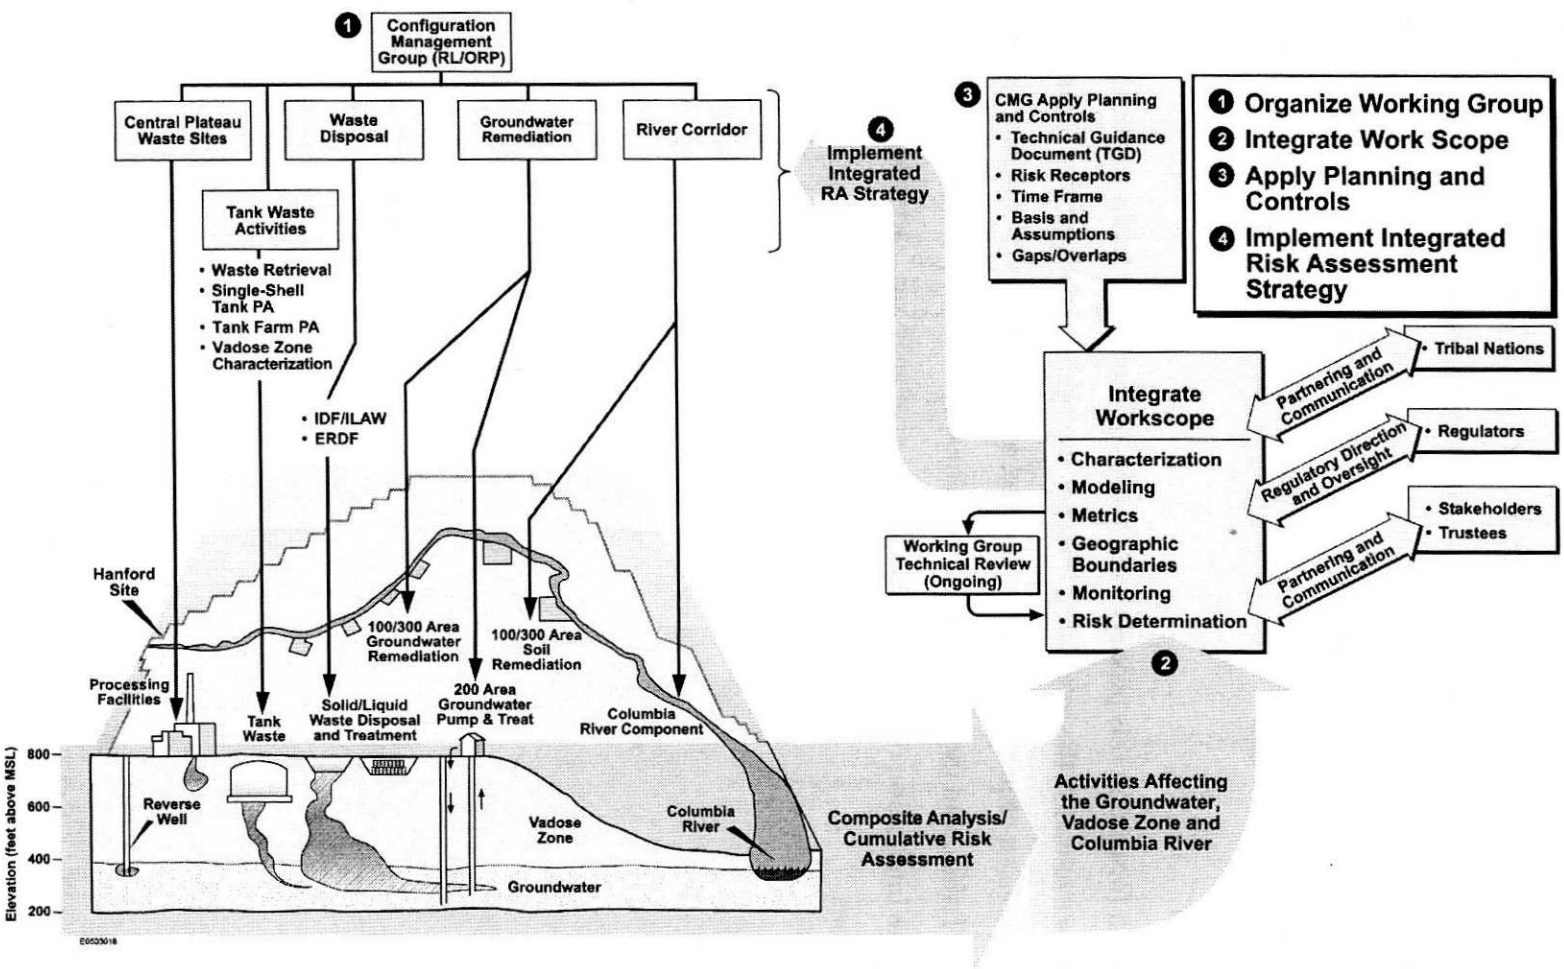 1
Configuration
Management
Group (RL/ORP)
Central Plateau
Waste Sites
Waste
Disposal
Groundwater
Remediation
River Corridor
Tank Waste
Activities
• Waste Retrieval
• Single-Shell
Tank PA
• Tank Farm PA
• Vadose Zone
Characterization
• IDF/ILAW
• ERDF
4
Implement
Integrated
RA Strategy
3
CMG Apply Planning
and Controls
• Technical Guidance
Document (TGD)
• Risk Receptors
• Time Frame
• Basis and
Assumptions
• Gaps/Overlaps
1 Organize Working Group
2 Integrate Work Scope
3 Apply Planning and
Controls
4 Implement Integrated
Risk Assessment
Strategy
Integrate
Workscope
• Characterization
• Modeling
• Metrics
• Geographic
Boundaries
• Monitoring
• Risk Determination
2
Partnering and
Communication
• Tribal Nations
Regulatory Direction
and Oversight
• Regulators
Partnering and
Communication
• Stakeholders
• Trustees
Working Group
Technical Review
(Ongoing)
Hanford
Site
Processing
Facilities
Tank
Waste
Solid/Liquid
Waste Disposal
and Treatment
100/300 Area
Groundwater
Remediation
200 Area
Groundwater
Pump & Treat
100/300 Area
Soil
Remediation
Columbia
River Component
Elevation (feet above MSL)
800
600
400
200
Reverse
Well
Vadose
Zone
Columbia
River
Groundwater
Composite Analysis/
Cumulative Risk
Assessment
Activities Affecting
the Groundwater,
Vadose Zone and
Columbia River
E0503018